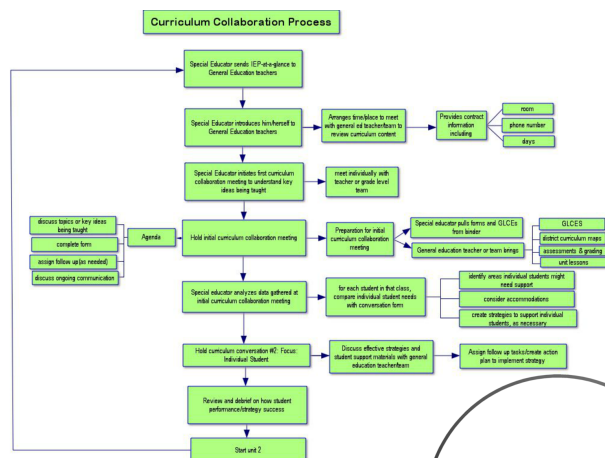 Curriculum Collaboration Process
Special Educator sends IEP-at-a-glance to
General Education teachers
Special Educator introduces him/herself to
General Education teachers
Arranges time/place to meet
with general ed teacher/team to
review curriculum content
Provides contract
information
including
room
phone number
days
Special Educator initiates first curriculum
collaboration meeting to understand key
ideas being taught
meet individually with
teacher or grade level
team
discuss topics or key ideas
being taught
complete form
assign follow up(as needed)
discuss ongoing communication
Agenda
Hold initial curriculum collaboration meeting
Preparation for initial
curriculum collaboration
meeting
Special educator pulls forms and GLCEs
from binder
General education teacher or team brings
GLCES
district curriculum maps
assessments & grading
unit lessons
Special educator analyzes data gathered at
initial curriculum collaboration meeting
for each student in that class,
compare individual student needs
with conversation form
identify areas individual students might
need support
consider accommodations
create strategies to support individual
students, as necessary
Hold curriculum conversation #2: Focus:
Individual Student
Discuss effective strategies and
student support materials with general
education teacher/team
Assign follow up tasks/create action
plan to implement strategy
Review and debrief on how student
performance/strategy success
Start unit 2